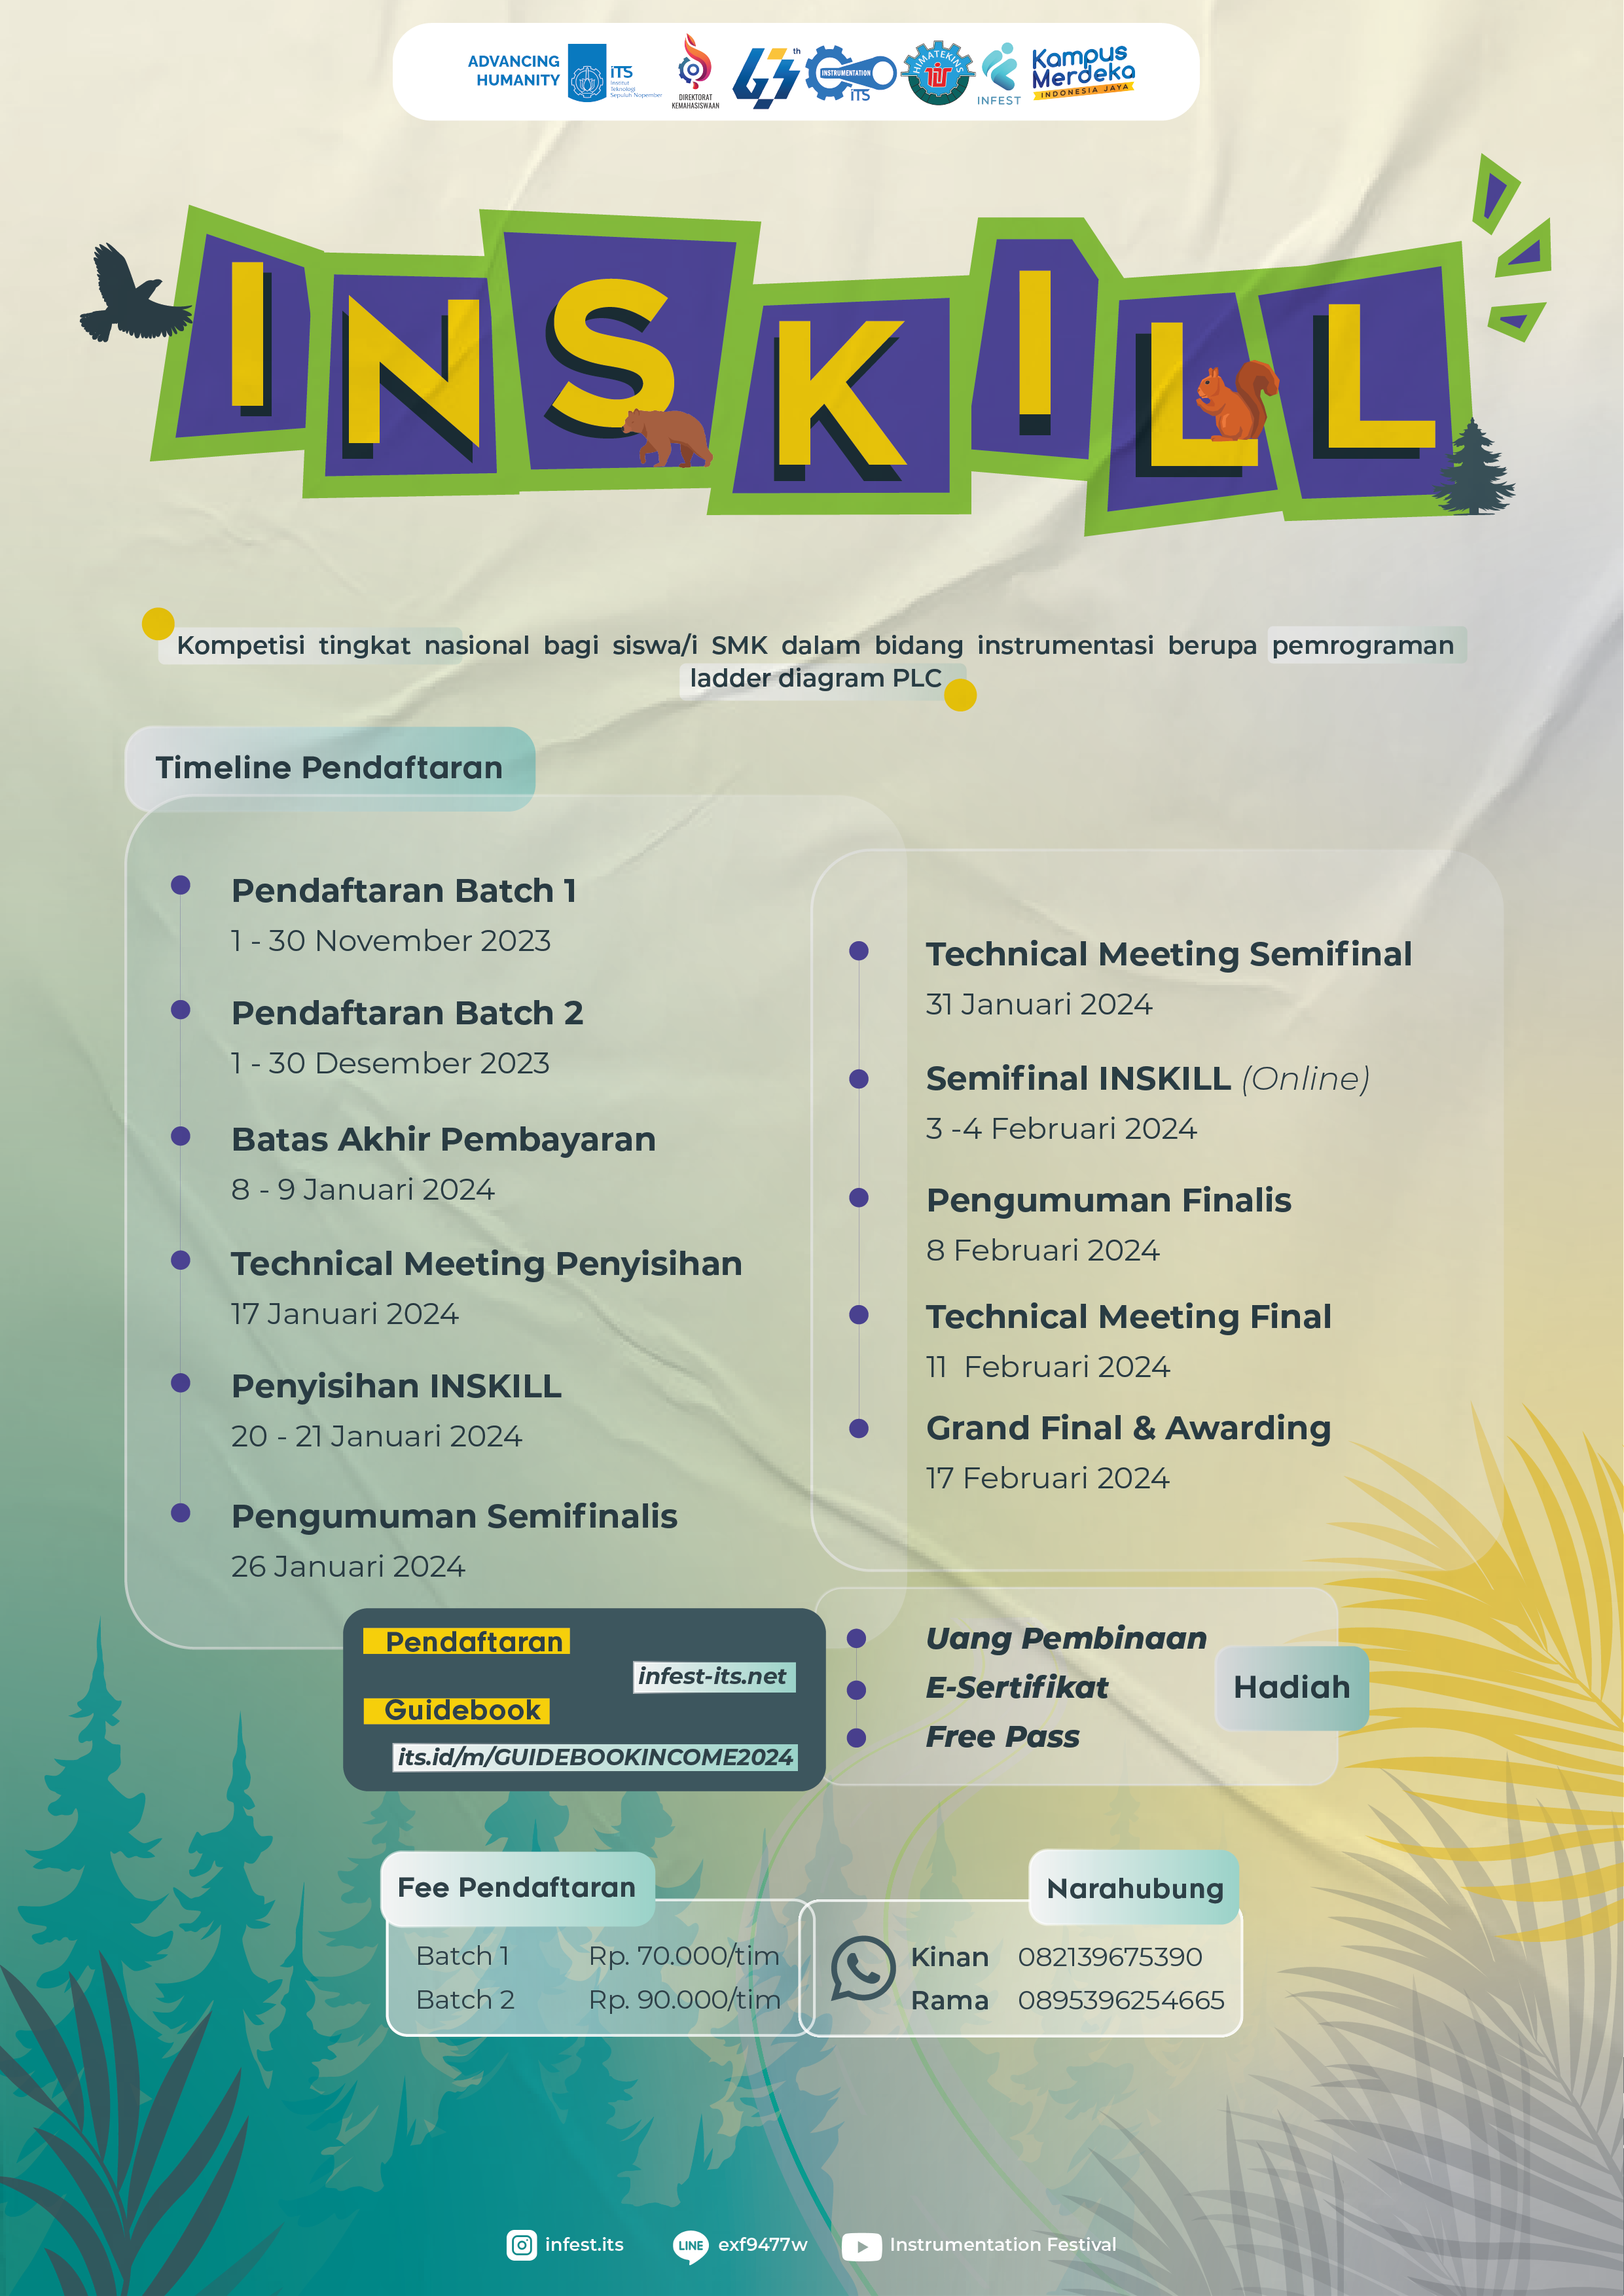 ADVANCING
HUMANITY
iTS
Institut
Teknologi
Sepuluh Nopember
DIREKTORAT
KEMAHASISWAAN
th
INSTRUMENTATION
iTS
HIMATEKINS
INFEST
Kampus
Merdeka
INDONESIA JAYA
INSKILL
Kompetisi tingkat nasional bagi siswa/i SMK dalam bidang instrumentasi berupa pemrograman
ladder diagram PLC
Timeline Pendaftaran
Pendaftaran Batch 1
1 - 30 November 2023
Pendaftaran Batch 2
1 - 30 Desember 2023
Batas Akhir Pembayaran
8 - 9 Januari 2024
Technical Meeting Penyisihan
17 Januari 2024
Penyisihan INSKILL
20 - 21 Januari 2024
Pengumuman Semifinalis
26 Januari 2024
Technical Meeting Semifinal
31 Januari 2024
Semifinal INSKILL (Online)
3 -4 Februari 2024
Pengumuman Finalis
8 Februari 2024
Technical Meeting Final
11 Februari 2024
Grand Final & Awarding
17 Februari 2024
Pendaftaran
infest-its.net
Guidebook
its.id/m/GUIDEBOOKINCOME2024
Hadiah
Uang Pembinaan
E-Sertifikat
Free Pass
Fee Pendaftaran
Batch 1 Rp. 70.000/tim
Batch 2 Rp. 90.000/tim
Narahubung
Kinan 082139675390
Rama 0895396254665
infest.its
LINE exf9477w
Instrumentation Festival